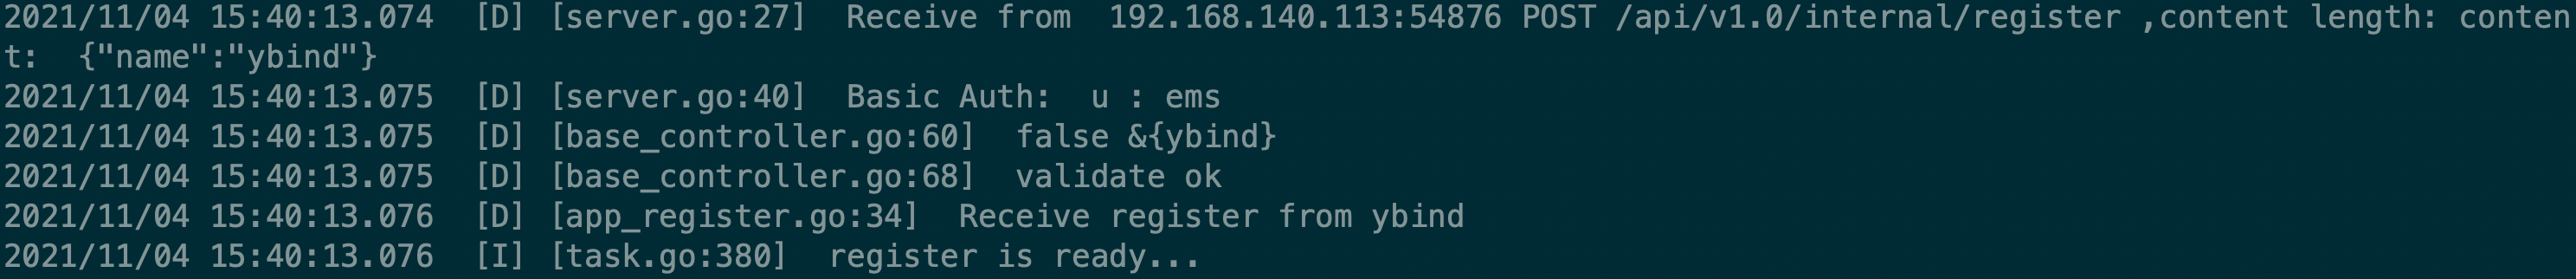 2021/11/04 15:40:13.074  [D] [server.go:27]  Receive from  192.168.140.113:54876 POST /api/v1.0/internal/register ,content length: conten
t:  {"name":"ybind"}
2021/11/04 15:40:13.075  [D] [server.go:40]  Basic Auth:  u : ems
2021/11/04 15:40:13.075  [D] [base_controller.go:60]  false &{ybind}
2021/11/04 15:40:13.075  [D] [base_controller.go:68]  validate ok
2021/11/04 15:40:13.076  [D] [app_register.go:34]  Receive register from ybind
2021/11/04 15:40:13.076  [I] [task.go:380]  register is ready...